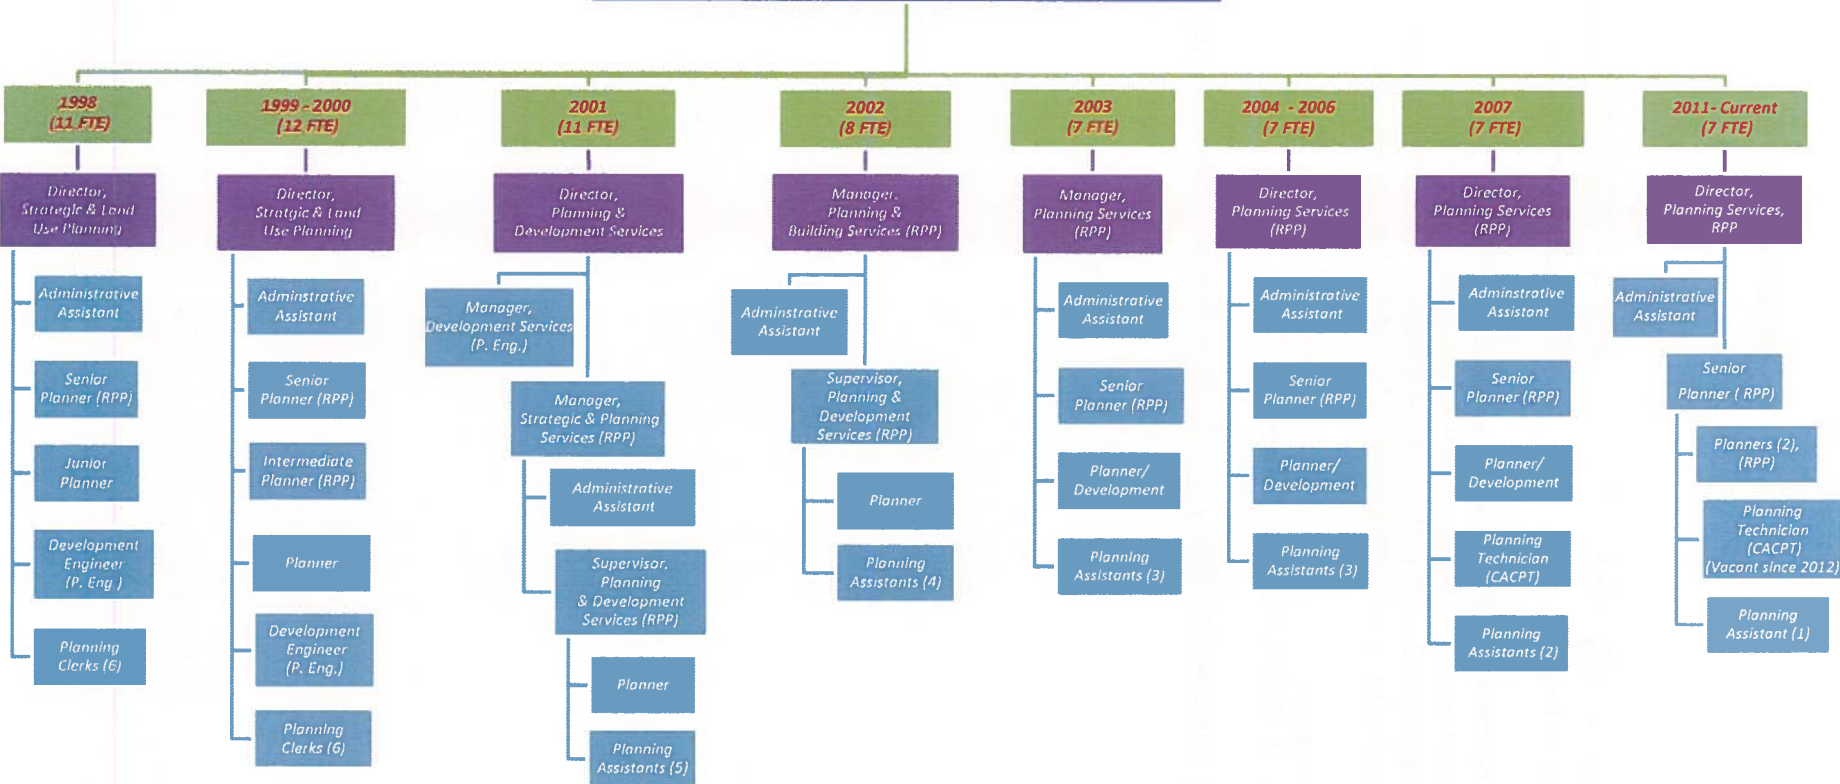 1998
(11 FTE)
Director,
Strategic & Land
Use Planning
Administrative
Assistant
Senior
Planner (RPP)
Junior
Planner
Development
Engineer
(P. Eng.)
Planning
Clerks (6)
1999 - 2000
(12 FTE)
Director,
Stratgic & Land
Use Planning
Adminstrative
Assistant
Senior
Planner (RPP)
Intermediate
Planner (RPP)
Planner
Development
Engineer
(P. Eng.)
Planning
Clerks (6)
2001
(11 FTE)
Director,
Planning &
Development Services
Manager,
Development Services
(P. Eng.)
Manager,
Strategic & Planning
Services (RPP)
Administrative
Assistant
Supervisor,
Planning
& Development
Services (RPP)
Planner
Planning
Assistants (5)
2002
(8 FTE)
Manager,
Planning &
Building Services (RPP)
Adminstrative
Assistant
Supervisor,
Planning &
Development
Services (RPP)
Planner
Planning
Assistants (4)
2003
(7 FTE)
Manager,
Planning Services
(RPP)
Administrative
Assistant
Senior
Planner (RPP)
Planner/
Development
Planning
Assistants (3)
2004 - 2006
(7 FTE)
Director,
Planning Services
(RPP)
Administrative
Assistant
Senior
Planner (RPP)
Planner/
Development
Planning
Assistants (3)
2007
(7 FTE)
Director,
Planning Services
(RPP)
Adminstrative
Assistant
Senior
Planner (RPP)
Planner/
Development
Planning
Technician
(CACPT)
Planning
Assistants (2)
2011- Current
(7 FTE)
Director,
Planning Services,
RPP
Administrative
Assistant
Senior
Planner ( RPP)
Planners (2),
(RPP)
Planning
Technician
(CACPT)
(Vacant since 2012)
Planning
Assistant (1)